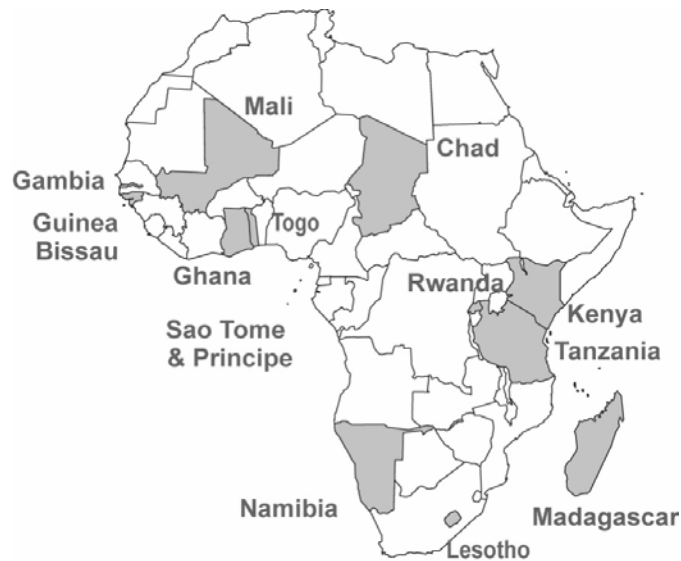 Mali
Chad
Gambia
Guinea
Bissau
Togo
Ghana
Rwanda
Kenya
Sao Tome
& Principe
Tanzania
Namibia
Madagascar
Lesotho